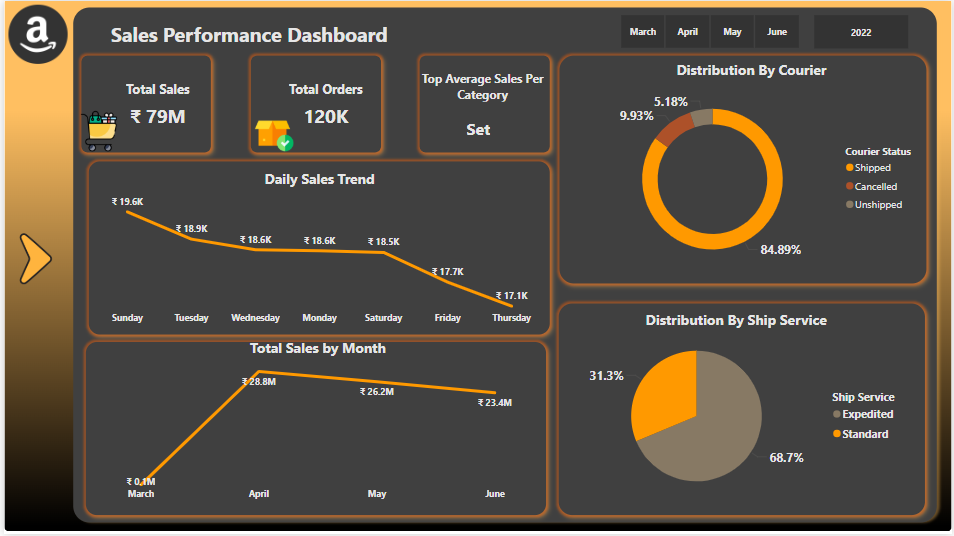 a
Sales Performance Dashboard
March April May June 2022
Total Sales
₹ 79M
Total Orders
120K
Top Average Sales Per
Category
Set
Distribution By Courier
5.18%
9.93%
84.89%
Courier Status
Shipped
Cancelled
Unshipped
Daily Sales Trend
₹ 19.6K
₹ 18.9K
₹ 18.6K
₹ 18.6K
₹ 18.5K
₹ 17.7K
₹ 17.1K
Sunday Tuesday Wednesday Monday Saturday Friday Thursday
Distribution By Ship Service
31.3%
68.7%
Ship Service
Expedited
Standard
Total Sales by Month
₹ 28.8M
₹ 26.2M
₹ 23.4M
₹ 0.1M
March April May June